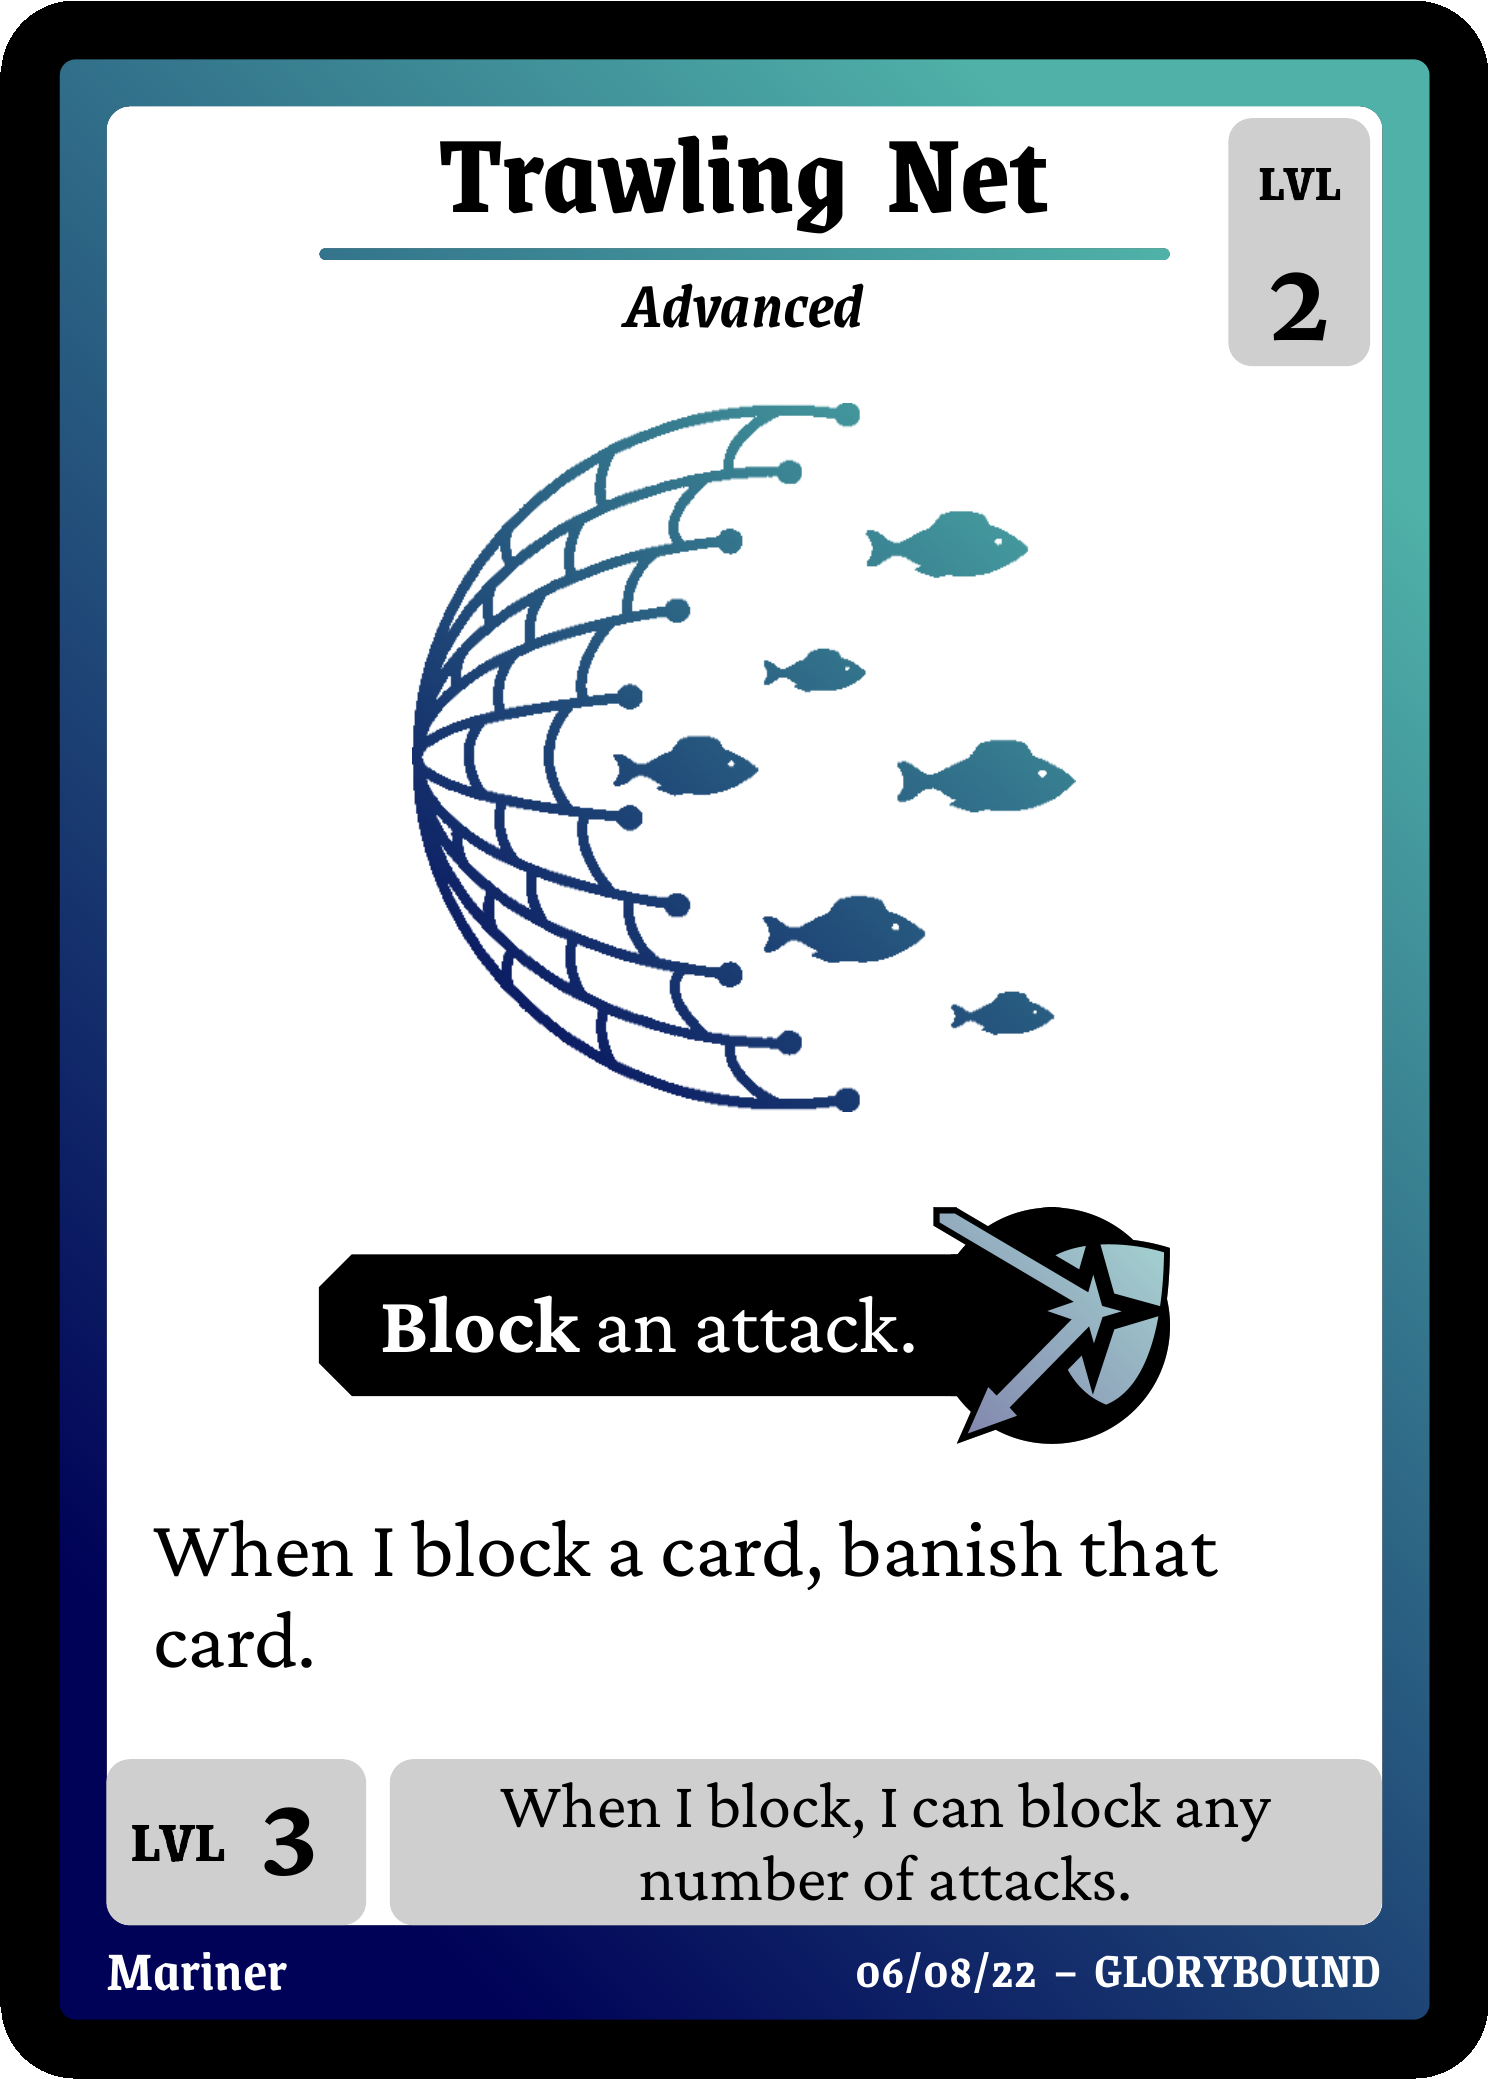 Trawling Net
LVL
2
Advanced
Block an attack.
When I block a card, banish that
card.
LVL 3
When I block, I can block any
number of attacks.
Mariner
06/08/22 – GLORYBOUND